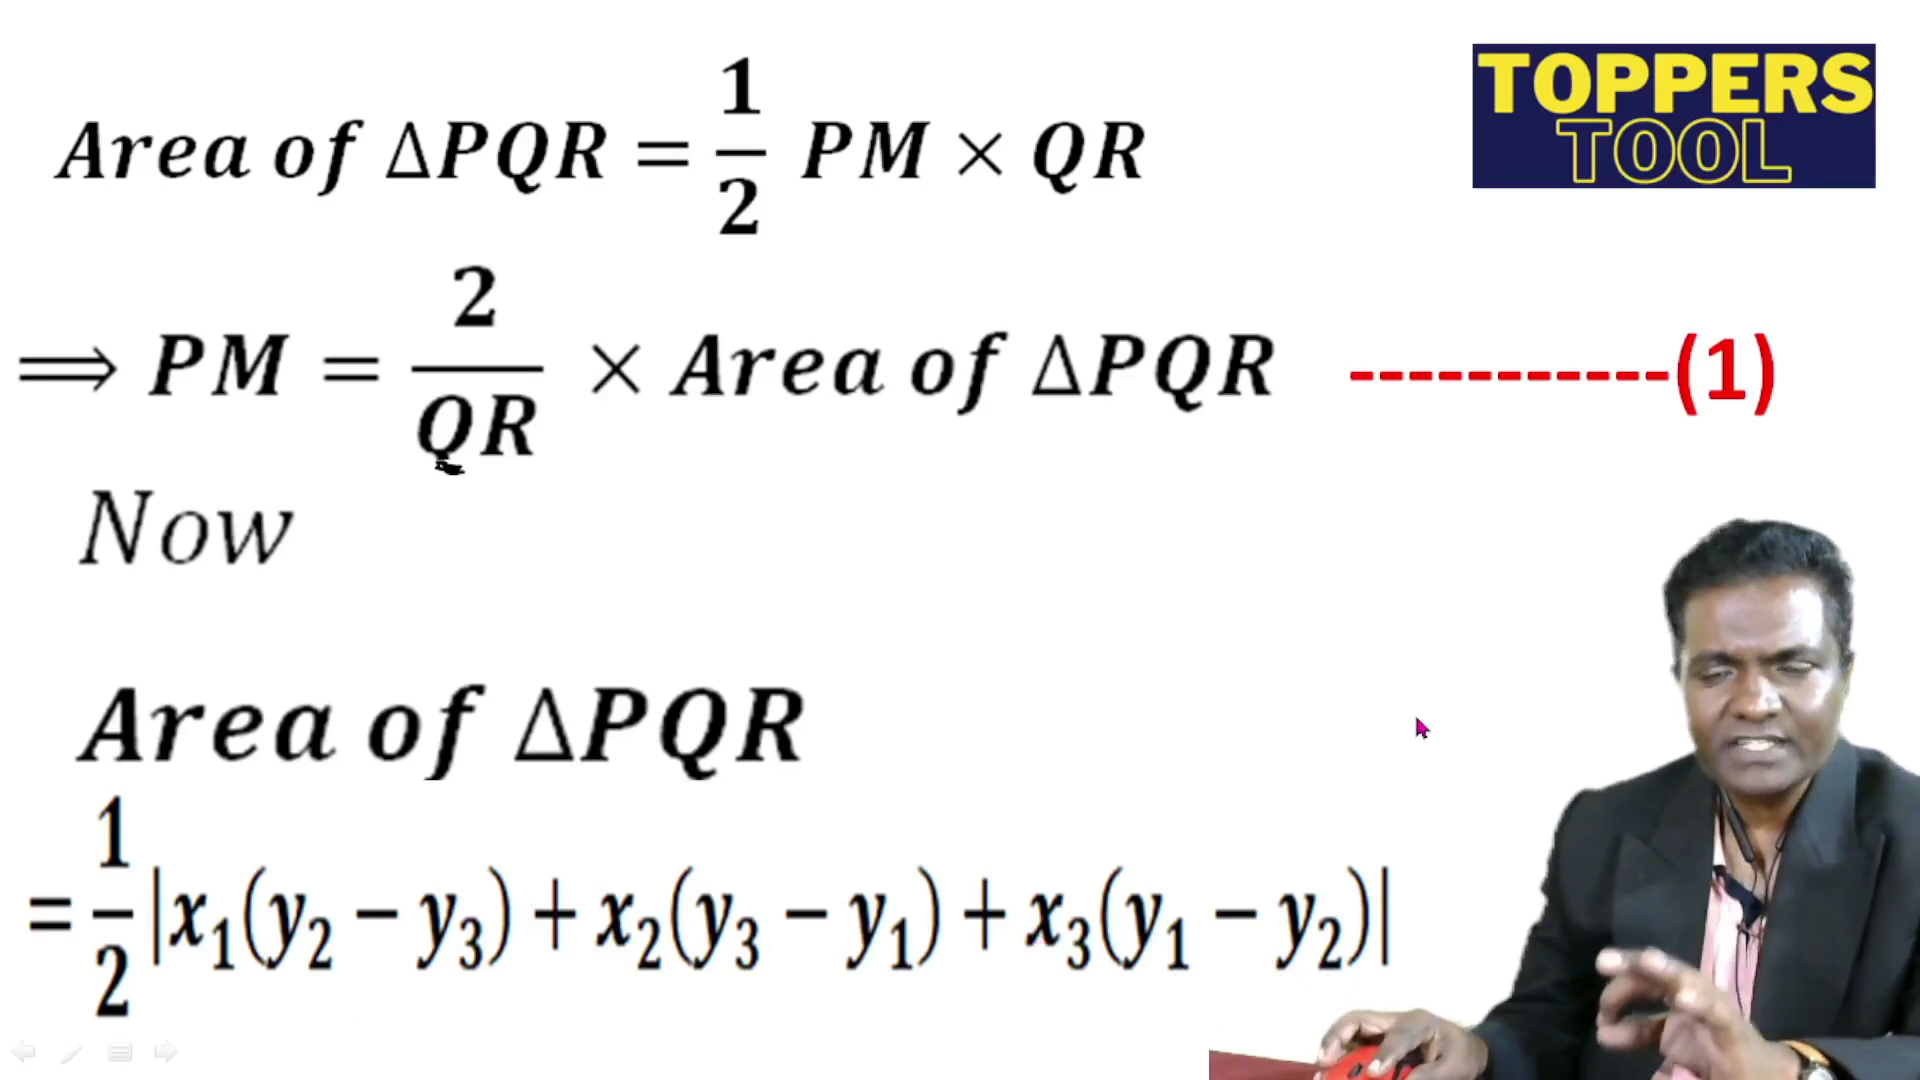 TOPPERS
TOOL
Area of ΔPQR = 1/2 PM × QR
⟹ PM = 2/QR × Area of ΔPQR -----------(1)
Now
Area of ΔPQR
= 1/2 |x₁(y₂ − y₃) + x₂(y₃ − y₁) + x₃(y₁ − y₂)|